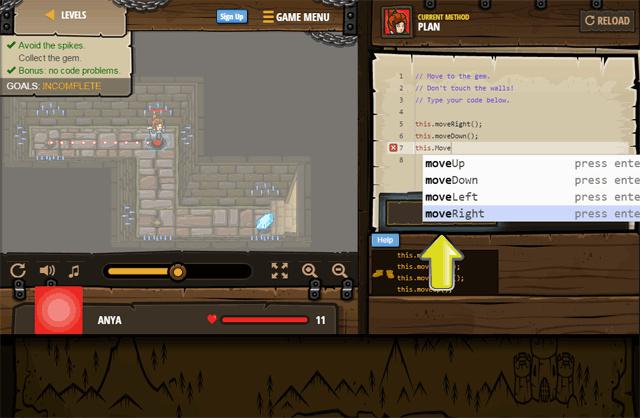 LEVELS
Sign Up
GAME MENU
Avoid the spikes.
Collect the gem.
Bonus: no code problems.
GOALS: INCOMPLETE
ANYA
11
CURRENT METHOD
PLAN
RELOAD
1 // Move to the gem.
2 // Don't touch the walls!
3 // Type your code below.
4
5 this.moveRight();
6 this.moveDown();
7 this.Move
8
moveUp press ente
moveDown press ente
moveLeft press ente
moveRight press ente
Help